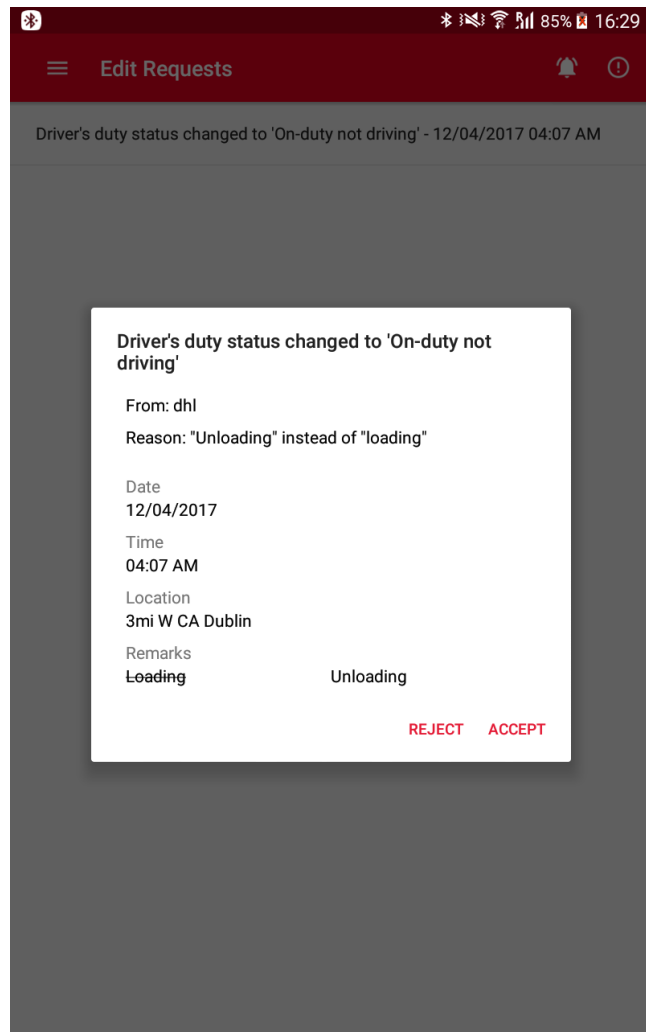 85% 16:29
Edit Requests
Driver's duty status changed to 'On-duty not driving' - 12/04/2017 04:07 AM
Driver's duty status changed to 'On-duty not
driving'
From: dhl
Reason: "Unloading" instead of "loading"
Date
12/04/2017
Time
04:07 AM
Location
3mi W CA Dublin
Remarks
Loading Unloading
REJECT ACCEPT